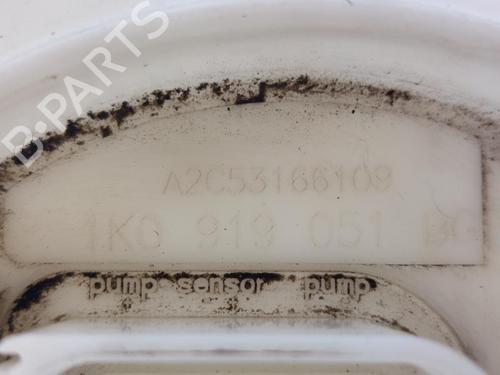 B-PARTS
A2C53166109
1K0 919 051
pump sensor pump